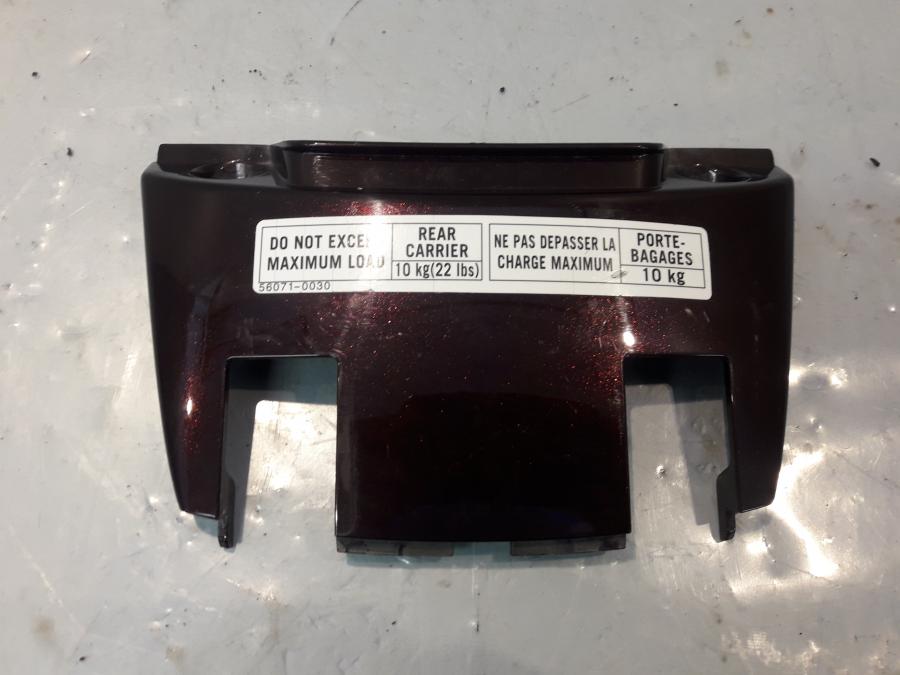 DO NOT EXCE
MAXIMUM LOAD
REAR
CARRIER
10 kg(22 lbs)
NE PAS DEPASSER LA
CHARGE MAXIMUM
PORTE-
BAGAGES
10 kg
56071-0030